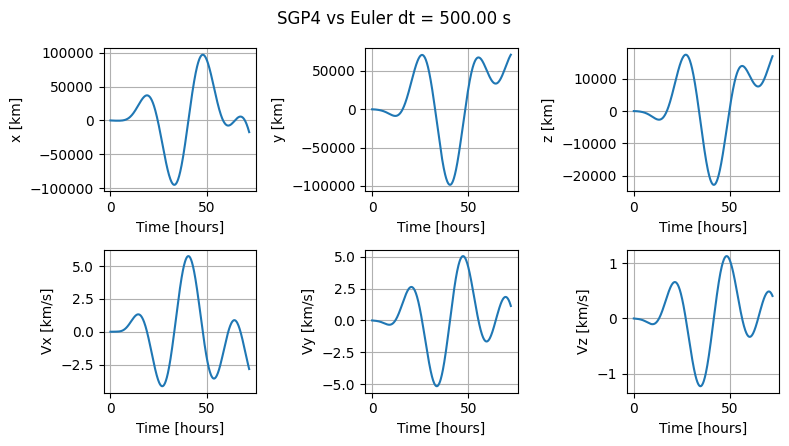 SGP4 vs Euler dt = 500.00 s
x [km]
100000
50000
0
−50000
−100000
0
50
Time [hours]
y [km]
50000
0
−50000
−100000
0
50
Time [hours]
z [km]
10000
0
−10000
−20000
0
50
Time [hours]
Vx [km/s]
5.0
2.5
0.0
−2.5
0
50
Time [hours]
Vy [km/s]
5.0
2.5
0.0
−2.5
−5.0
0
50
Time [hours]
Vz [km/s]
1
0
−1
0
50
Time [hours]